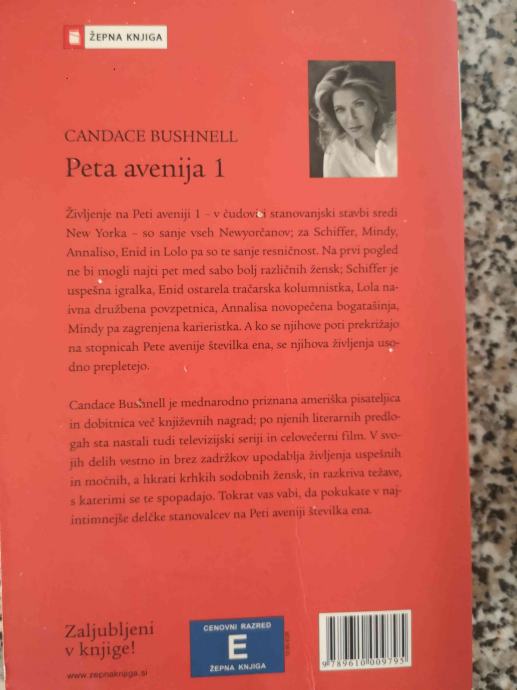 ŽEPNA KNJIGA
CANDACE BUSHNELL
Peta avenija 1
Življenje na Peti aveniji 1 – v čudoviti stanovanjski stavbi sredi
New Yorka – so sanje vseh Newyorčanov; za Schiffer, Mindy,
Annaliso, Enid in Lolo pa so te sanje resničnost. Na prvi pogled
ne bi mogli najti pet med sabo bolj različnih žensk; Schiffer je
uspešna igralka, Enid ostarela tračarska kolumnistka, Lola na-
ivna družbena povzpetnica, Annalisa novopečena bogatašinja,
Mindy pa zagrenjena karieristka. A ko se njihove poti prekrižajo
na stopnicah Pete avenije številka ena, se njihova življenja uso-
dno prepletejo.
Candace Bushnell je mednarodno priznana ameriška pisateljica
in dobitnica več književnih nagrad; po njenih literarnih predlo-
gah sta nastali tudi televizijski seriji in celovečerni film. V svo-
jih delih vestno in brez zadržkov upodablja življenja uspešnih
in močnih, a hkrati krhkih sodobnih žensk, in razkriva težave,
s katerimi se te spopadajo. Tokrat vas vabi, da pokukate v naj-
intimnejše delčke stanovalcev na Peti aveniji številka ena.
Zaljubljeni
v knjige!
www.zepnaknjiga.si
CENOVNI RAZRED
E
ŽEPNA KNJIGA
9789610009795